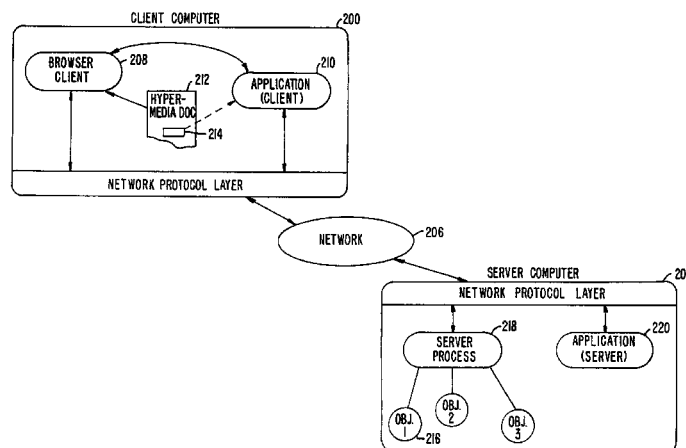 CLIENT COMPUTER
200
BROWSER
CLIENT
208
212
HYPER-
MEDIA DOC
214
APPLICATION
(CLIENT)
210
NETWORK PROTOCOL LAYER
NETWORK
206
SERVER COMPUTER
20
NETWORK PROTOCOL LAYER
SERVER
PROCESS
218
APPLICATION
(SERVER)
220
OBJ.
1
216
OBJ.
2
OBJ.
3